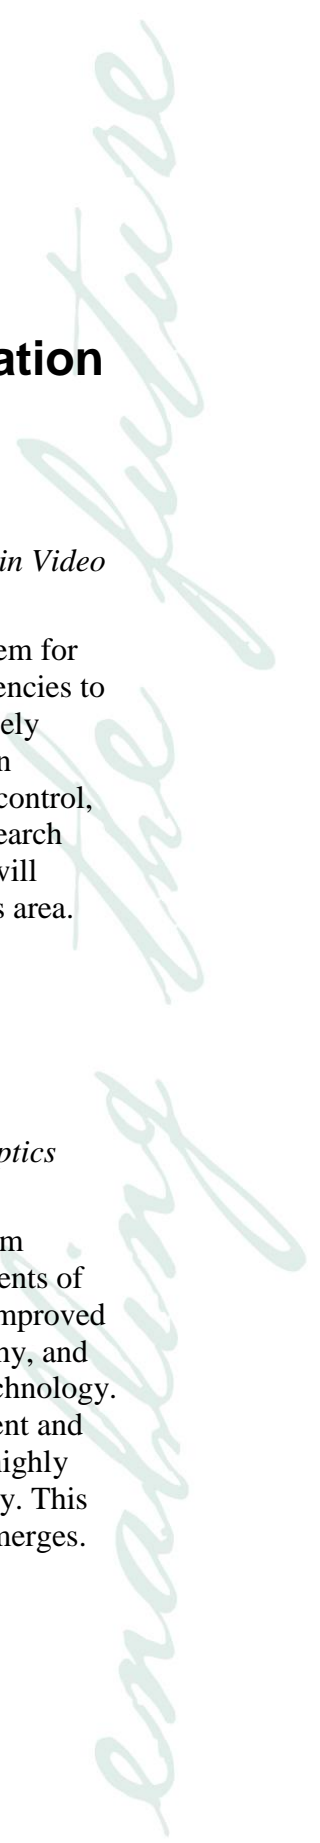 ation
in Video
em for
encies to
ely
n
control,
earch
will
s area.
ptics
m
ents of
mproved
hy, and
chnology.
ent and
highly
y. This
merges.
enabling the future